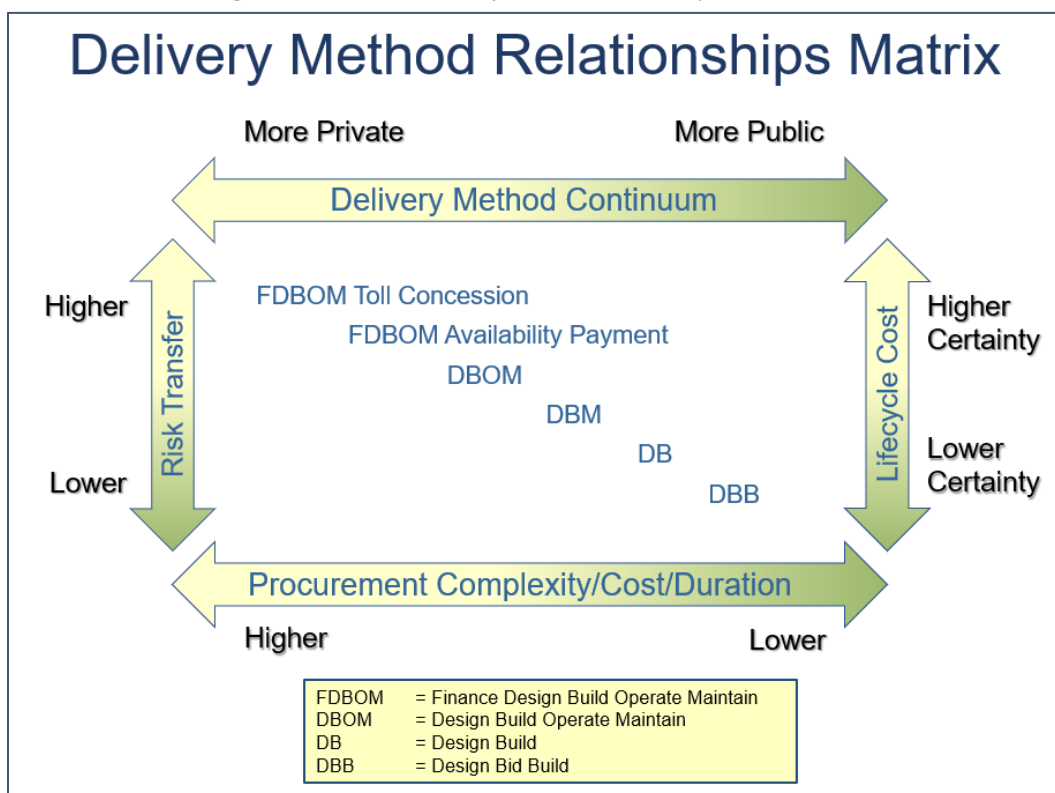 Delivery Method Relationships Matrix
More Private
More Public
Delivery Method Continuum
Higher
Risk Transfer
Lower
FDBOM Toll Concession
FDBOM Availability Payment
DBOM
DBM
DB
DBB
Lifecycle Cost
Higher
Certainty
Lower
Certainty
Procurement Complexity/Cost/Duration
Higher
Lower
FDBOM = Finance Design Build Operate Maintain
DBOM = Design Build Operate Maintain
DB = Design Build
DBB = Design Bid Build